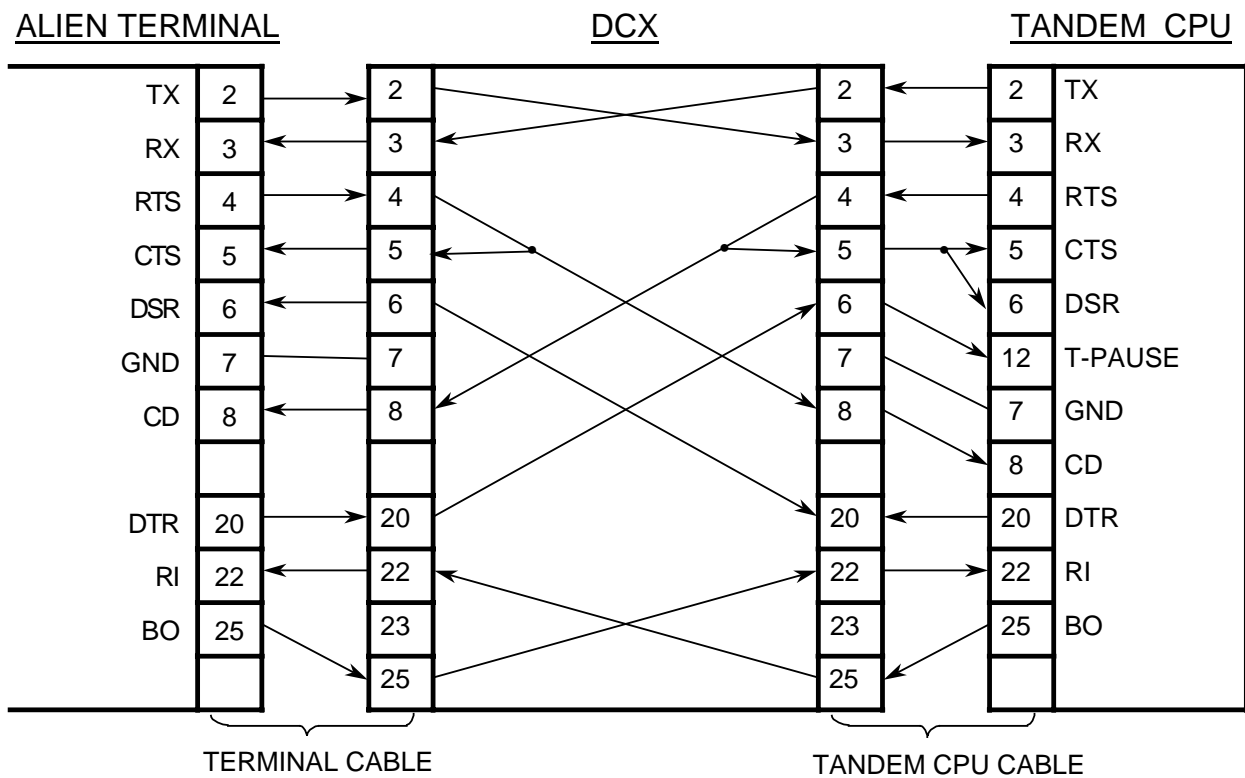 ALIEN TERMINAL DCX TANDEM CPU
TX 2 2 2 2 TX
RX 3 3 3 3 RX
RTS 4 4 4 4 RTS
CTS 5 5 5 5 CTS
DSR 6 6 6 6 DSR
GND 7 7 7 12 T-PAUSE
CD 8 8 8 7 GND
8 CD
DTR 20 20 20 20 DTR
RI 22 22 22 22 RI
BO 25 23 23 25 BO
25 25
TERMINAL CABLE TANDEM CPU CABLE